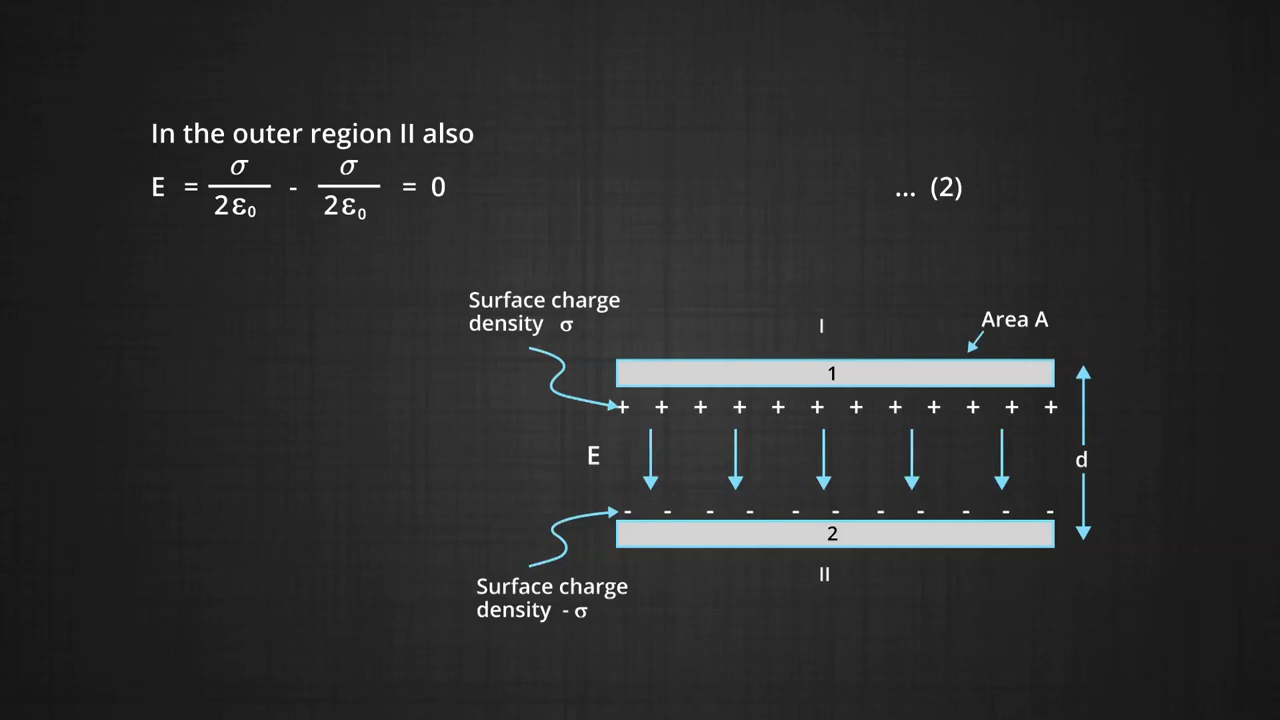 In the outer region II also
E = σ/2ε₀ - σ/2ε₀ = 0 ... (2)
Surface charge
density σ
I
Area A
1
+ + + + + + + + + + + +
E
d
- - - - - - - - - - -
2
II
Surface charge
density - σ